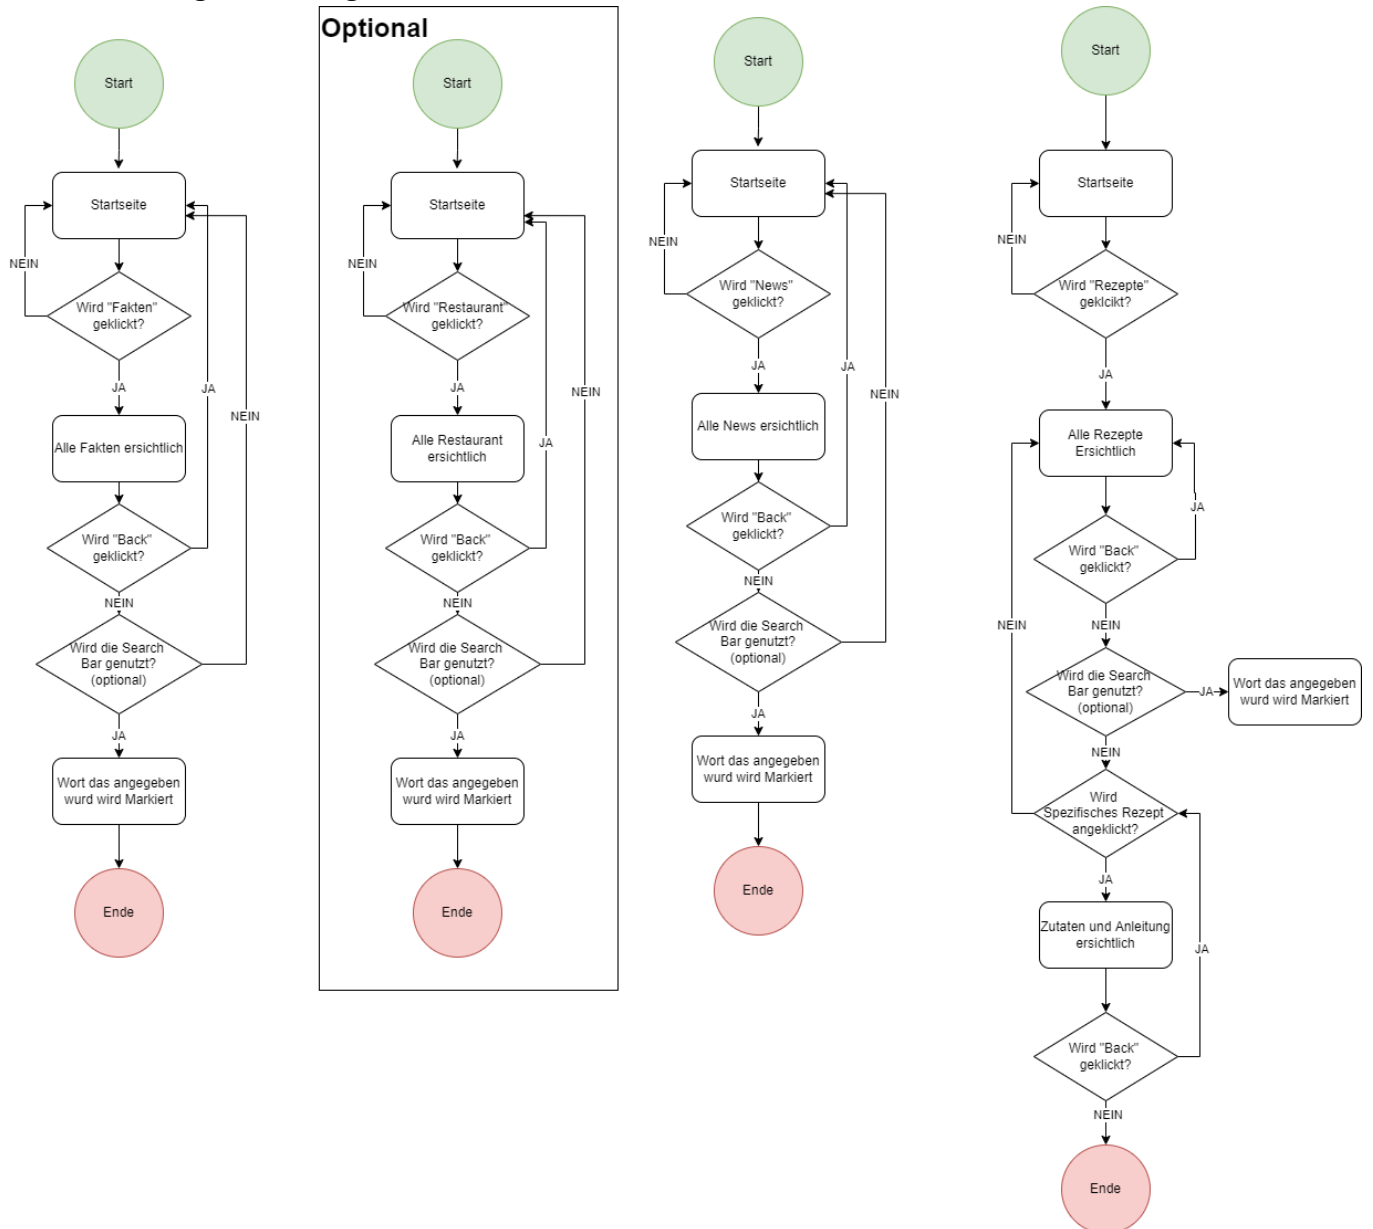 Optional
Start
Startseite
NEIN
Wird "Fakten"
geklickt?
JA
Alle Fakten ersichtlich
JA
NEIN
Wird "Back"
geklickt?
NEIN
Wird die Search
Bar genutzt?
(optional)
JA
Wort das angegeben
wurd wird Markiert
Ende
Start
Startseite
NEIN
Wird "Restaurant"
geklickt?
JA
Alle Restaurant
ersichtlich
JA
NEIN
Wird "Back"
geklickt?
NEIN
Wird die Search
Bar genutzt?
(optional)
JA
Wort das angegeben
wurd wird Markiert
Ende
Start
Startseite
NEIN
Wird "News"
geklickt?
JA
JA
NEIN
Alle News ersichtlich
Wird "Back"
geklickt?
NEIN
Wird die Search
Bar genutzt?
(optional)
JA
Wort das angegeben
wurd wird Markiert
Ende
Start
Startseite
NEIN
Wird "Rezepte"
geklcikt?
JA
Alle Rezepte
Ersichtlich
JA
Wird "Back"
geklickt?
NEIN
NEIN
Wird die Search
Bar genutzt?
(optional)
JA
Wort das angegeben
wurd wird Markiert
NEIN
Wird
Spezifisches Rezept
angeklickt?
JA
Zutaten und Anleitung
ersichtlich
JA
Wird "Back"
geklickt?
NEIN
Ende